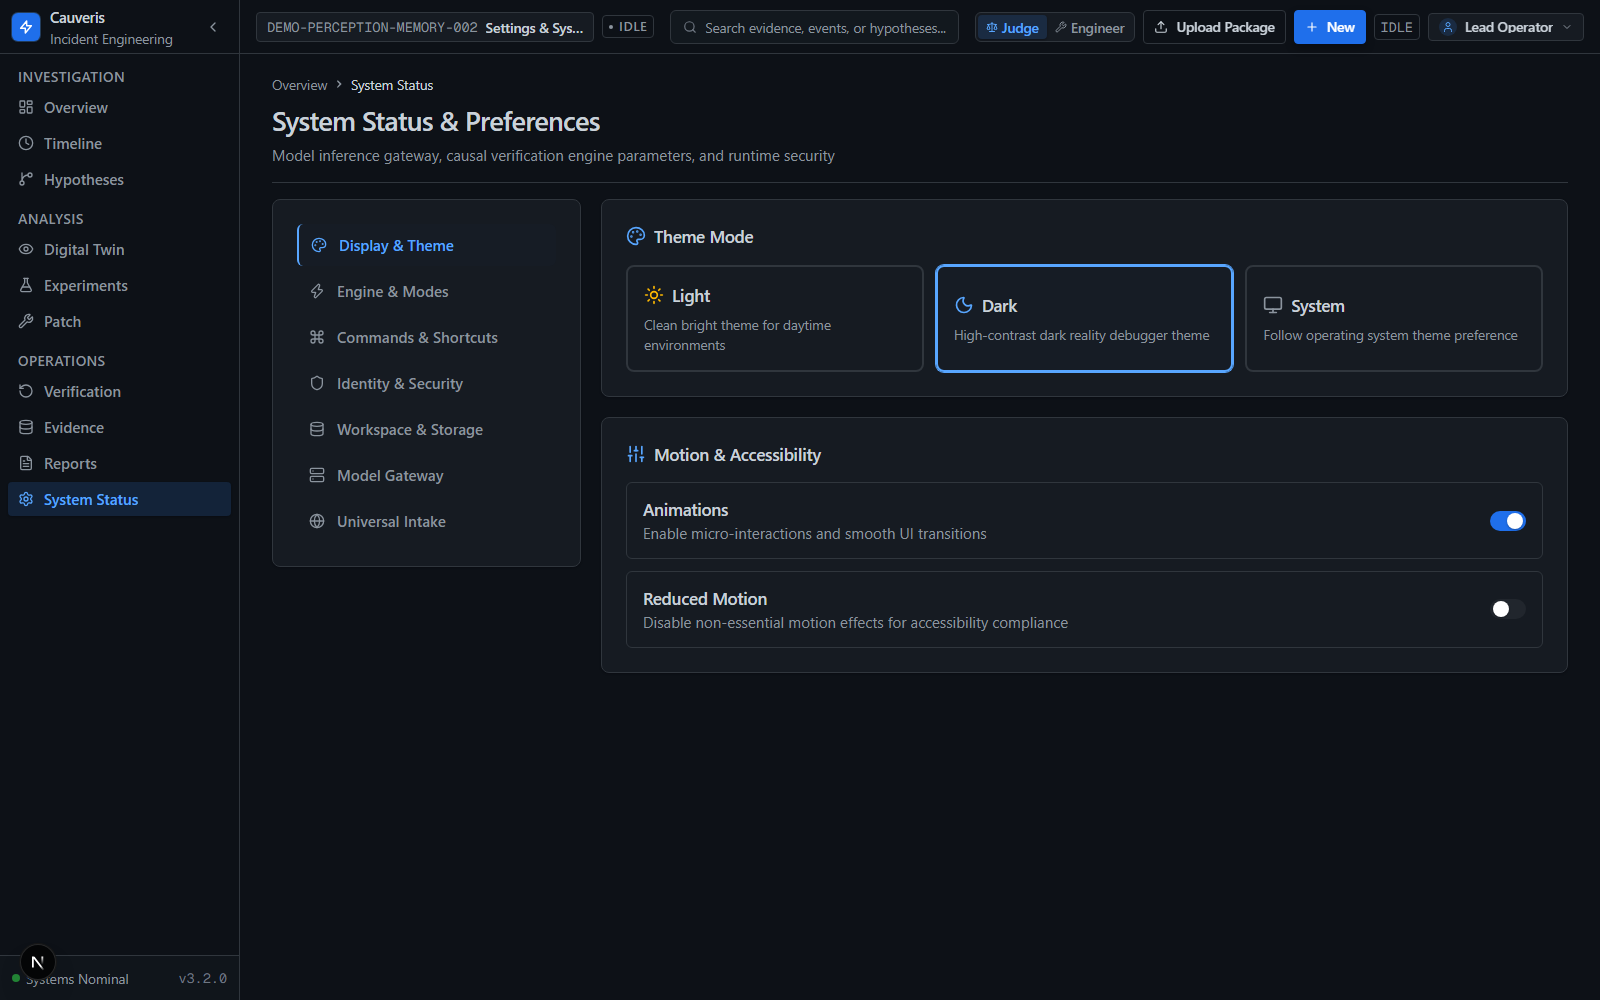 Cauveris
Incident Engineering
DEMO-PERCEPTION-MEMORY-002 Settings & Sys...
IDLE
Search evidence, events, or hypotheses...
Judge
Engineer
Upload Package
New
IDLE
Lead Operator
INVESTIGATION
Overview
Timeline
Hypotheses
ANALYSIS
Digital Twin
Experiments
Patch
OPERATIONS
Verification
Evidence
Reports
System Status
N
Systems Nominal
v3.2.0
Overview > System Status
System Status & Preferences
Model inference gateway, causal verification engine parameters, and runtime security
Display & Theme
Engine & Modes
Commands & Shortcuts
Identity & Security
Workspace & Storage
Model Gateway
Universal Intake
Theme Mode
Light
Clean bright theme for daytime
environments
Dark
High-contrast dark reality debugger theme
System
Follow operating system theme preference
Motion & Accessibility
Animations
Enable micro-interactions and smooth UI transitions
Reduced Motion
Disable non-essential motion effects for accessibility compliance